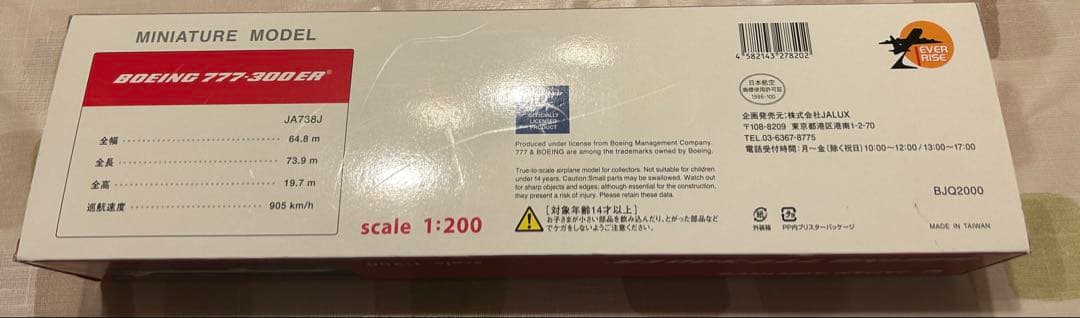 MINIATURE MODEL
BOEING 777-300ER®
JA738J
全幅 64.8 m
全長 73.9 m
全高 19.7 m
巡航速度 905 km/h
scale 1:200
OFFICIALLY
LICENSED
PRODUCT
Produced under license from Boeing Management Company.
777 & BOEING are among the trademarks owned by Boeing.
True-to-scale airplane model for collectors. Not suitable for children
under 14 years. Caution:Small parts may be swallowed. Watch out
for sharp objects and edges; although essential for the construction,
they present a risk of injury. Please retain these data.
[対象年齢14才以上]
お子さまが小さい部品を飲み込んだり、とがった部品など
でケガをしないようご注意ください。
4 582143 278202
EVER
RISE
日本航空
商標使用許可証
1986-100
企画発売元:株式会社JALUX
〒108-8209 東京都港区港南1-2-70
TEL.03-6367-8775
電話受付時間:月〜金(除く祝日)10:00〜12:00/13:00〜17:00
BJQ2000
紙
外装箱
プラ
PP内ブリスターパッケージ
MADE IN TAIWAN